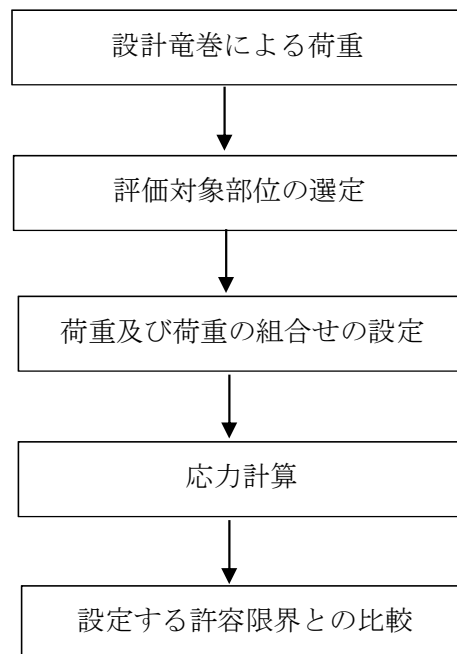 設計竜巻による荷重
評価対象部位の選定
荷重及び荷重の組合せの設定
応力計算
設定する許容限界との比較